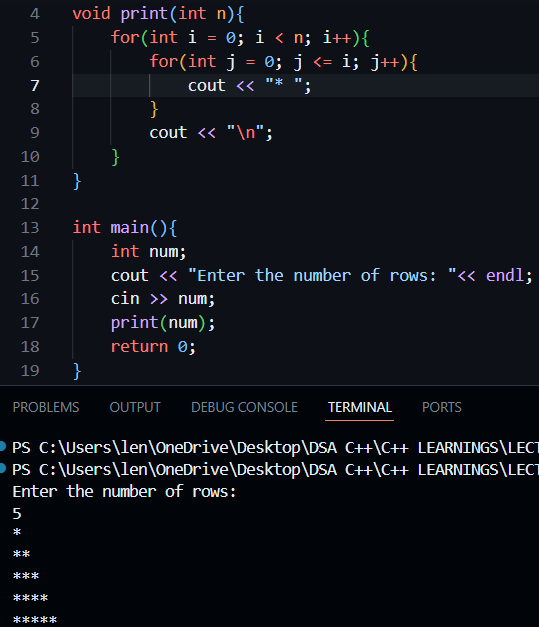 4 void print(int n){
5     for(int i = 0; i < n; i++){
6         for(int j = 0; j <= i; j++){
7             cout << "* ";
8         }
9         cout << "\n";
10     }
11 }
12
13 int main(){
14     int num;
15     cout << "Enter the number of rows: "<< endl;
16     cin >> num;
17     print(num);
18     return 0;
19 }
PROBLEMS OUTPUT DEBUG CONSOLE TERMINAL PORTS
PS C:\Users\len\OneDrive\Desktop\DSA C++\C++ LEARNINGS\LECT
PS C:\Users\len\OneDrive\Desktop\DSA C++\C++ LEARNINGS\LECT
Enter the number of rows:
5
*
**
***
****
*****